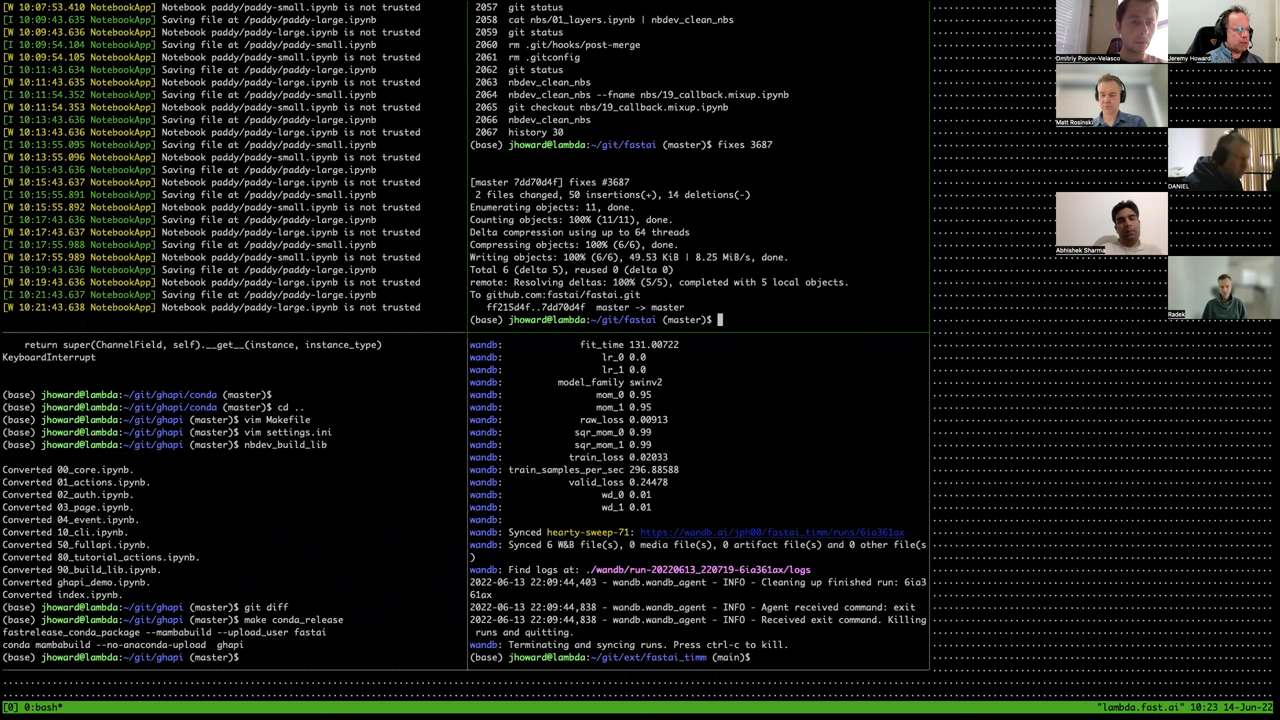 [W 10:07:53.410 NotebookApp] Notebook paddy/paddy-small.ipynb is not trusted
[I 10:09:43.636 NotebookApp] Saving file at /paddy/paddy-large.ipynb
[W 10:09:43.636 NotebookApp] Notebook paddy/paddy-large.ipynb is not trusted
[I 10:09:54.104 NotebookApp] Saving file at /paddy/paddy-small.ipynb
[W 10:09:54.105 NotebookApp] Notebook paddy/paddy-small.ipynb is not trusted
[I 10:11:43.634 NotebookApp] Saving file at /paddy/paddy-large.ipynb
[W 10:11:43.636 NotebookApp] Notebook paddy/paddy-large.ipynb is not trusted
[I 10:11:54.352 NotebookApp] Saving file at /paddy/paddy-small.ipynb
[W 10:11:54.353 NotebookApp] Notebook paddy/paddy-small.ipynb is not trusted
[I 10:13:43.636 NotebookApp] Saving file at /paddy/paddy-large.ipynb
[W 10:13:43.636 NotebookApp] Notebook paddy/paddy-large.ipynb is not trusted
[I 10:13:55.095 NotebookApp] Saving file at /paddy/paddy-small.ipynb
[W 10:13:55.096 NotebookApp] Notebook paddy/paddy-small.ipynb is not trusted
[I 10:15:43.636 NotebookApp] Saving file at /paddy/paddy-large.ipynb
[W 10:15:43.637 NotebookApp] Notebook paddy/paddy-large.ipynb is not trusted
[I 10:15:55.891 NotebookApp] Saving file at /paddy/paddy-small.ipynb
[W 10:15:55.892 NotebookApp] Notebook paddy/paddy-small.ipynb is not trusted
[I 10:17:43.636 NotebookApp] Saving file at /paddy/paddy-large.ipynb
[W 10:17:43.637 NotebookApp] Notebook paddy/paddy-large.ipynb is not trusted
[I 10:17:55.988 NotebookApp] Saving file at /paddy/paddy-small.ipynb
[W 10:17:55.989 NotebookApp] Notebook paddy/paddy-small.ipynb is not trusted
[I 10:19:43.636 NotebookApp] Saving file at /paddy/paddy-large.ipynb
[W 10:19:43.636 NotebookApp] Notebook paddy/paddy-large.ipynb is not trusted
[I 10:21:43.637 NotebookApp] Saving file at /paddy/paddy-large.ipynb
[W 10:21:43.638 NotebookApp] Notebook paddy/paddy-large.ipynb is not trusted
2057 git status
2058 cat nbs/01_layers.ipynb | nbdev_clean_nbs
2059 git status
2060 rm .git/hooks/post-merge
2061 rm .gitconfig
2062 git status
2063 nbdev_clean_nbs
2064 nbdev_clean_nbs --fname nbs/19_callback.mixup.ipynb
2065 git checkout nbs/19_callback.mixup.ipynb
2066 nbdev_clean_nbs
2067 history 30
(base) jhoward@lambda:~/git/fastai (master)$ fixes 3687
[master 7dd70d4f] fixes #3687
2 files changed, 50 insertions(+), 14 deletions(-)
Enumerating objects: 11, done.
Counting objects: 100% (11/11), done.
Delta compression using up to 64 threads
Compressing objects: 100% (6/6), done.
Writing objects: 100% (6/6), 49.53 KiB | 8.25 MiB/s, done.
Total 6 (delta 5), reused 0 (delta 0)
remote: Resolving deltas: 100% (5/5), completed with 5 local objects.
To github.com:fastai/fastai.git
ff215d4f..7dd70d4f master -> master
(base) jhoward@lambda:~/git/fastai (master)$
return super(ChannelField, self).__get__(instance, instance_type)
KeyboardInterrupt
(base) jhoward@lambda:~/git/ghapi/conda (master)$
(base) jhoward@lambda:~/git/ghapi/conda (master)$ cd ..
(base) jhoward@lambda:~/git/ghapi (master)$ vim Makefile
(base) jhoward@lambda:~/git/ghapi (master)$ vim settings.ini
(base) jhoward@lambda:~/git/ghapi (master)$ nbdev_build_lib
Converted 00_core.ipynb.
Converted 01_actions.ipynb.
Converted 02_auth.ipynb.
Converted 03_page.ipynb.
Converted 04_event.ipynb.
Converted 10_cli.ipynb.
Converted 50_fullapi.ipynb.
Converted 80_tutorial_actions.ipynb.
Converted 90_build_lib.ipynb.
Converted ghapi_demo.ipynb.
Converted index.ipynb.
(base) jhoward@lambda:~/git/ghapi (master)$ git diff
(base) jhoward@lambda:~/git/ghapi (master)$ make conda_release
fastrelease_conda_package --mambabuild --upload_user fastai
conda mambabuild --no-anaconda-upload ghapi
(base) jhoward@lambda:~/git/ghapi (master)$
wandb: fit_time 131.00722
wandb: lr_0 0.0
wandb: lr_1 0.0
wandb: model_family swinv2
wandb: mom_0 0.95
wandb: mom_1 0.95
wandb: raw_loss 0.00913
wandb: sqr_mom_0 0.99
wandb: sqr_mom_1 0.99
wandb: train_loss 0.02033
wandb: train_samples_per_sec 296.88588
wandb: valid_loss 0.24478
wandb: wd_0 0.01
wandb: wd_1 0.01
wandb:
wandb: Synced hearty-sweep-71: https://wandb.ai/jph00/fastai_timm/runs/6ia361ax
wandb: Synced 6 W&B file(s), 0 media file(s), 0 artifact file(s) and 0 other file(s
)
wandb: Find logs at: ./wandb/run-20220613_220719-6ia361ax/logs
2022-06-13 22:09:44,403 - wandb.wandb_agent - INFO - Cleaning up finished run: 6ia3
61ax
2022-06-13 22:09:44,838 - wandb.wandb_agent - INFO - Agent received command: exit
2022-06-13 22:09:44,838 - wandb.wandb_agent - INFO - Received exit command. Killing
runs and quitting.
wandb: Terminating and syncing runs. Press ctrl-c to kill.
(base) jhoward@lambda:~/git/ext/fastai_timm (main)$
Dmitriy Popov-Velasco
Jeremy Howard
Matt Rosinski
DANIEL
Abhishek Sharma
Radek
[0] 0:bash*
"lambda.fast.ai" 10:23 14-Jun-22